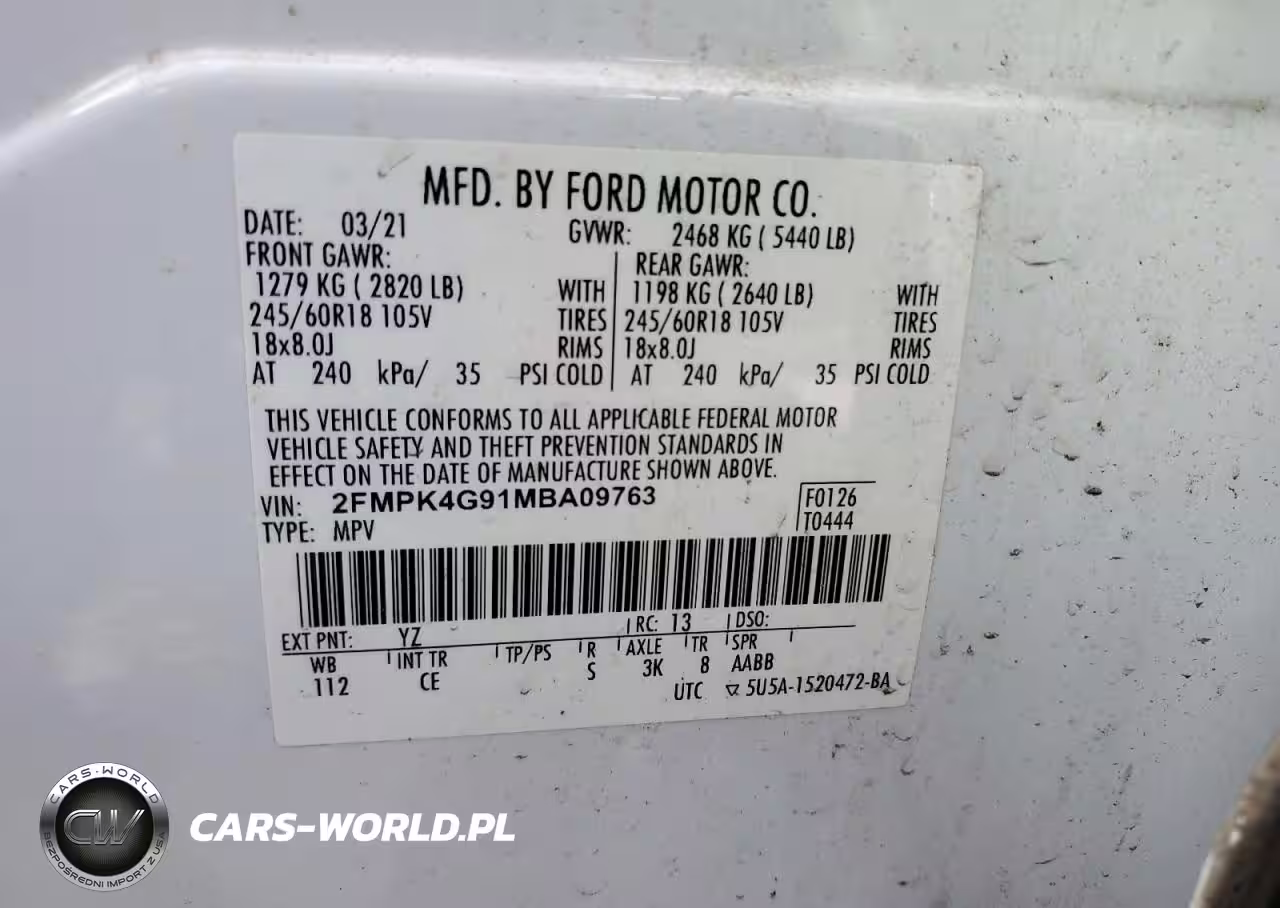 MFD. BY FORD MOTOR CO.
DATE: 03/21 GVWR: 2468 KG ( 5440 LB)
FRONT GAWR: REAR GAWR:
1279 KG ( 2820 LB) WITH 1198 KG ( 2640 LB) WITH
245/60R18 105V TIRES 245/60R18 105V TIRES
18x8.0J RIMS 18x8.0J RIMS
AT 240 kPa/ 35 PSI COLD AT 240 kPa/ 35 PSI COLD
THIS VEHICLE CONFORMS TO ALL APPLICABLE FEDERAL MOTOR
VEHICLE SAFETY AND THEFT PREVENTION STANDARDS IN
EFFECT ON THE DATE OF MANUFACTURE SHOWN ABOVE.
VIN: 2FMPK4G91MBA09763 F0126
TYPE: MPV T0444
EXT PNT: YZ RC: 13 DSO:
WB INT TR TP/PS R AXLE TR SPR
112 CE S 3K 8 AABB
UTC 5U5A-1520472-BA
CARS-WORLD
CW
BEZPOŚREDNI IMPORT Z USA
CARS-WORLD.PL